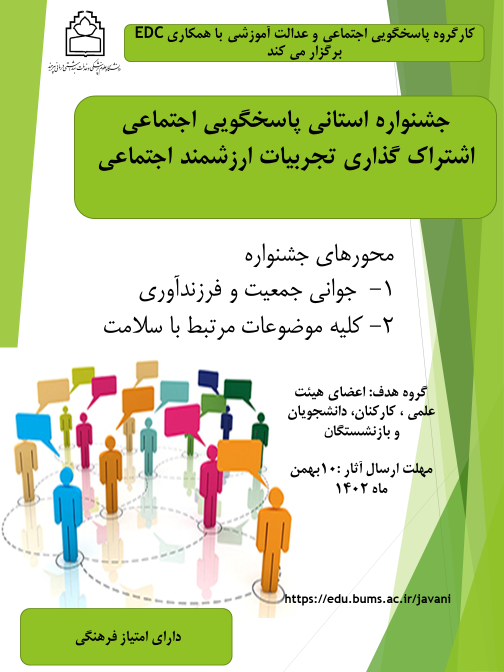 کارگروه پاسخگویی اجتماعی و عدالت آموزشی با همکاری EDC
برگزار می کند
جشنواره استانی پاسخگویی اجتماعی
اشتراک گذاری تجربیات ارزشمند اجتماعی
محورهای جشنواره
۱- جوانی جمعیت و فرزندآوری
۲- کلیه موضوعات مرتبط با سلامت
گروه هدف: اعضای هیئت
علمی ، کارکنان، دانشجویان
و بازنشستگان
مهلت ارسال آثار :۱۰بهمن
ماه ۱۴۰۲
https://edu.bums.ac.ir/javani
دارای امتیاز فرهنگی